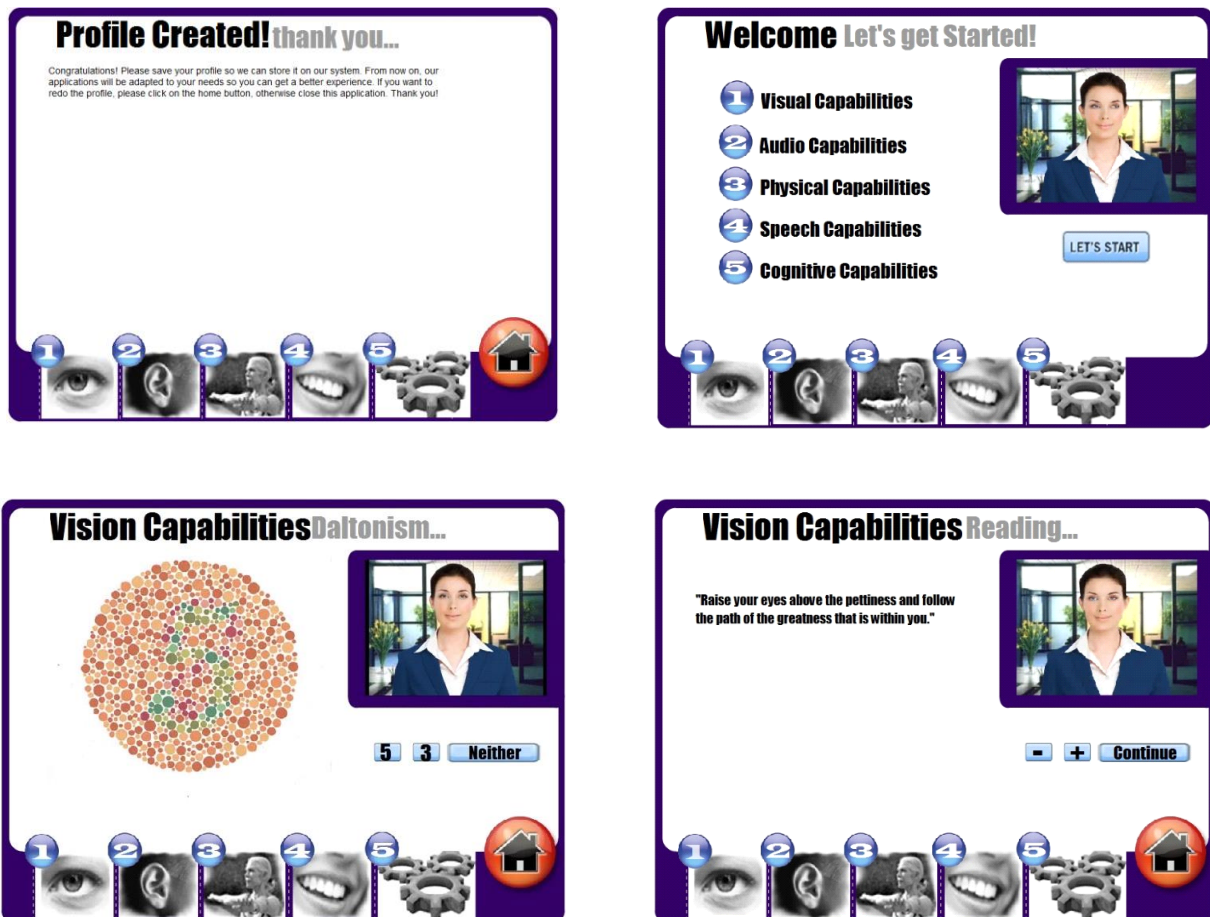 Profile Created! thank you...
Congratulations! Please save your profile so we can store it on our system. From now on, our
applications will be adapted to your needs so you can get a better experience. If you want to
redo the profile, please click on the home button, otherwise close this application. Thank you!
1 2 3 4 5
Welcome Let's get Started!
1 Visual Capabilities
2 Audio Capabilities
3 Physical Capabilities
4 Speech Capabilities
5 Cognitive Capabilities
LET'S START
1 2 3 4 5
Vision Capabilities Daltonism...
5
5 3 Neither
1 2 3 4 5
Vision Capabilities Reading...
"Raise your eyes above the pettiness and follow
the path of the greatness that is within you."
- + Continue
1 2 3 4 5